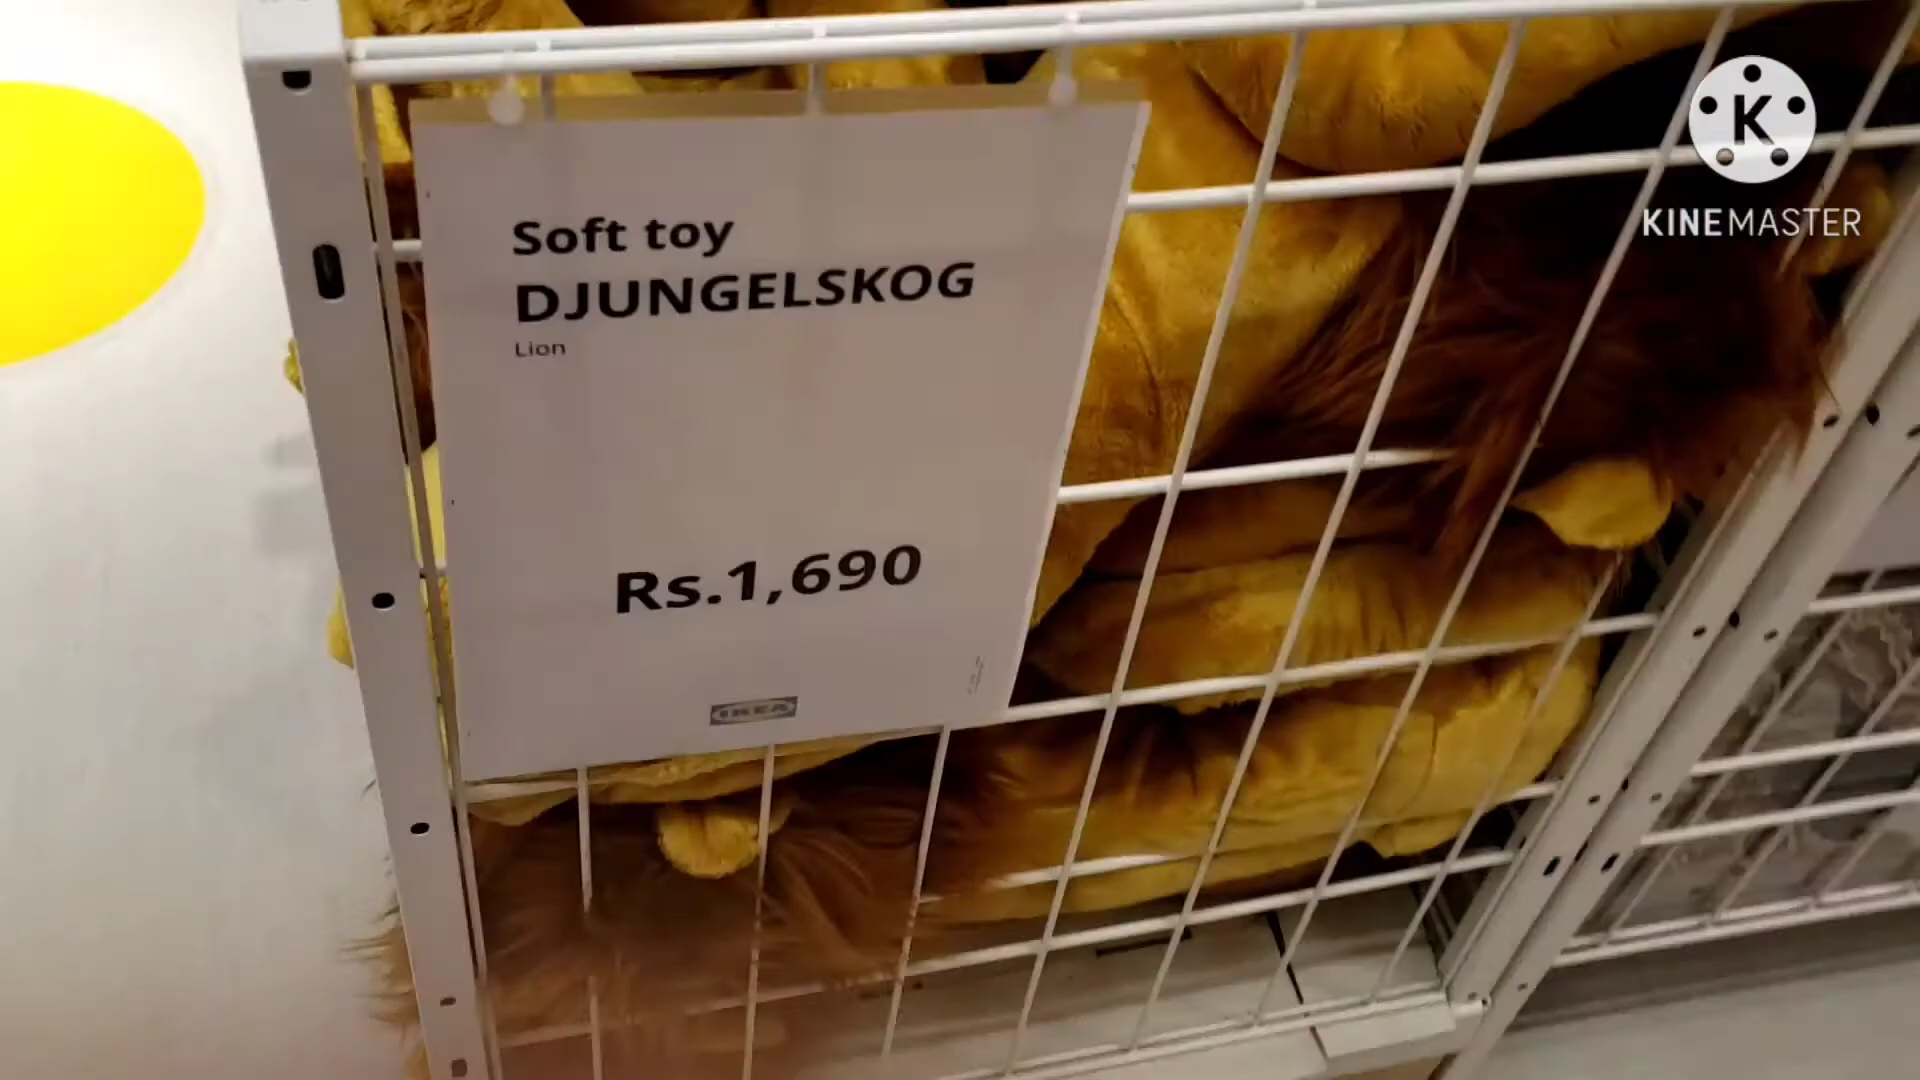 Soft toy
DJUNGELSKOG
Lion
Rs.1,690
IKEA
K
KINEMASTER